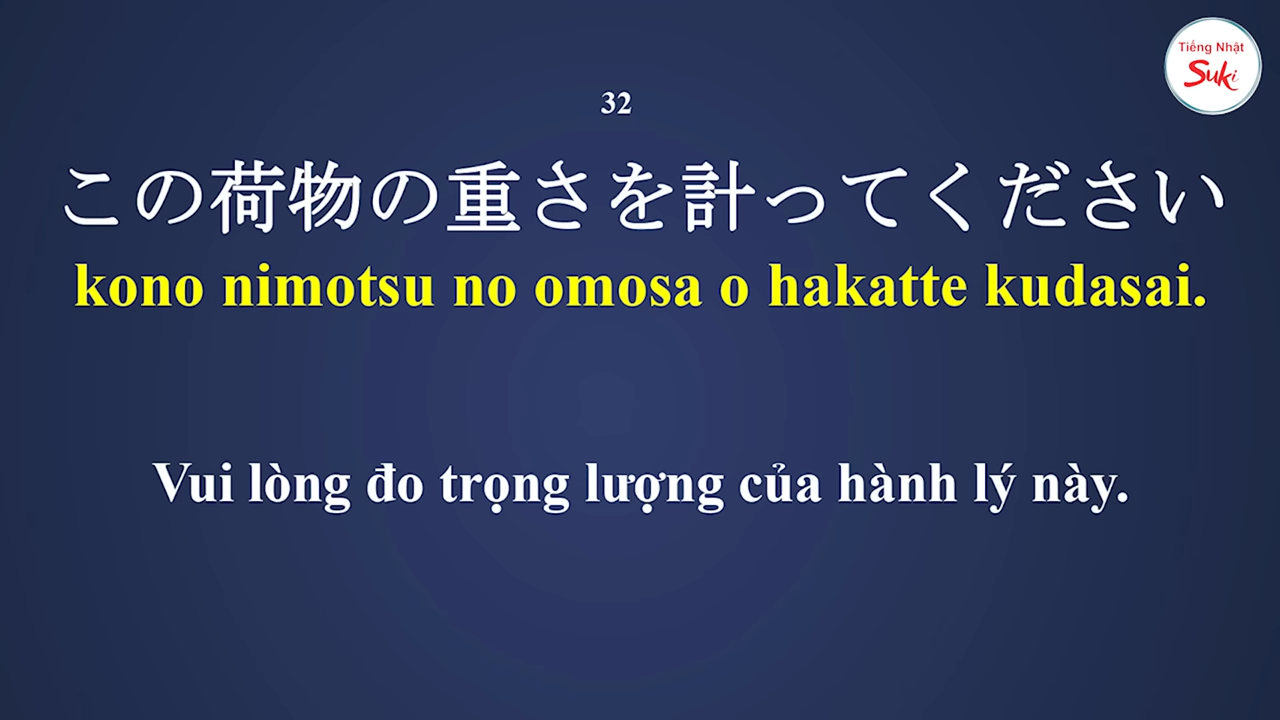 Tiếng Nhật
Suki
32
この荷物の重さを計ってください
kono nimotsu no omosa o hakatte kudasai.
Vui lòng đo trọng lượng của hành lý này.